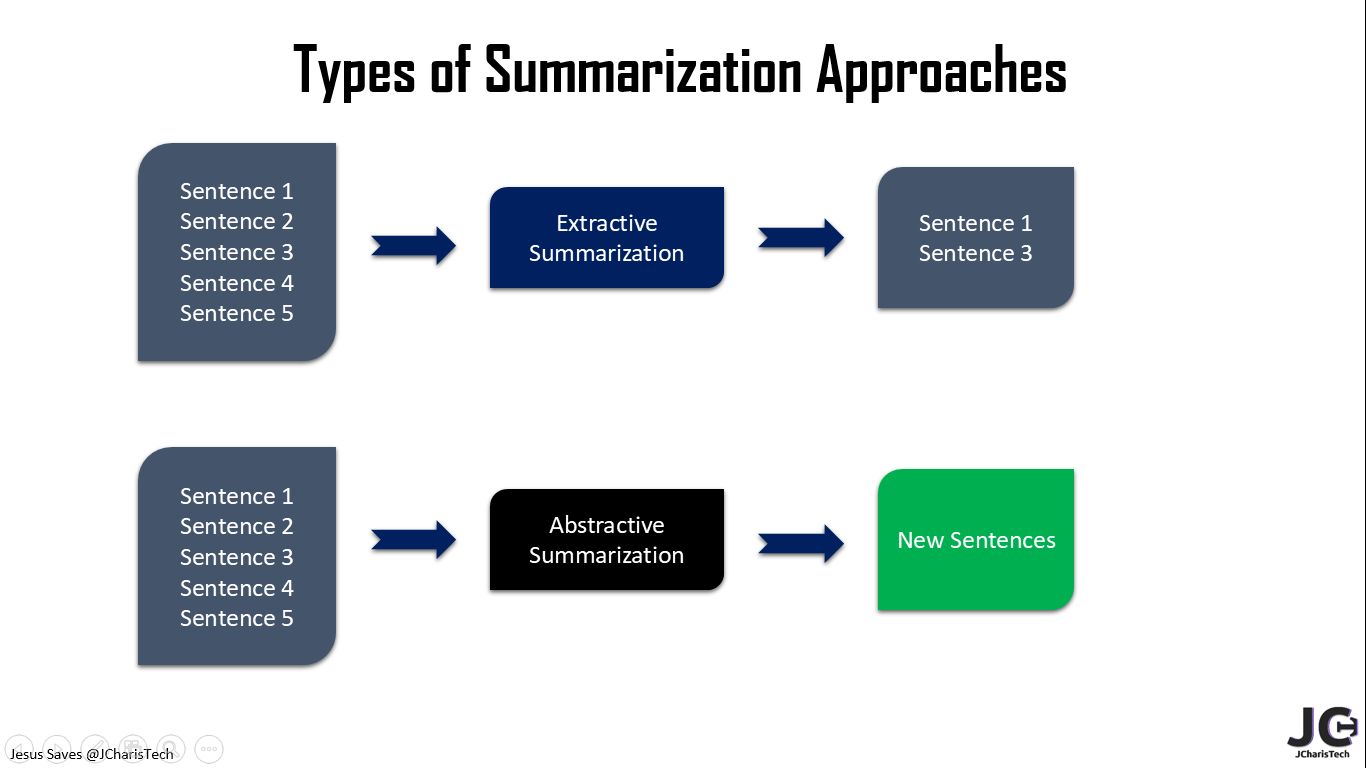 Types of Summarization Approaches
Sentence 1
Sentence 2
Sentence 3
Sentence 4
Sentence 5
Extractive
Summarization
Sentence 1
Sentence 3
Sentence 1
Sentence 2
Sentence 3
Sentence 4
Sentence 5
Abstractive
Summarization
New Sentences
Jesus Saves @JCharisTech
JC
JCharisTech